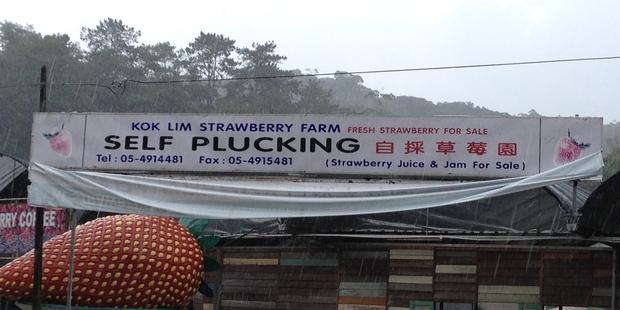 KOK LIM STRAWBERRY FARM FRESH STRAWBERRY FOR SALE
SELF PLUCKING 自採草莓園
Tel : 05-4914481 Fax : 05-4915481 (Strawberry Juice & Jam For Sale)
RRY COFFEE